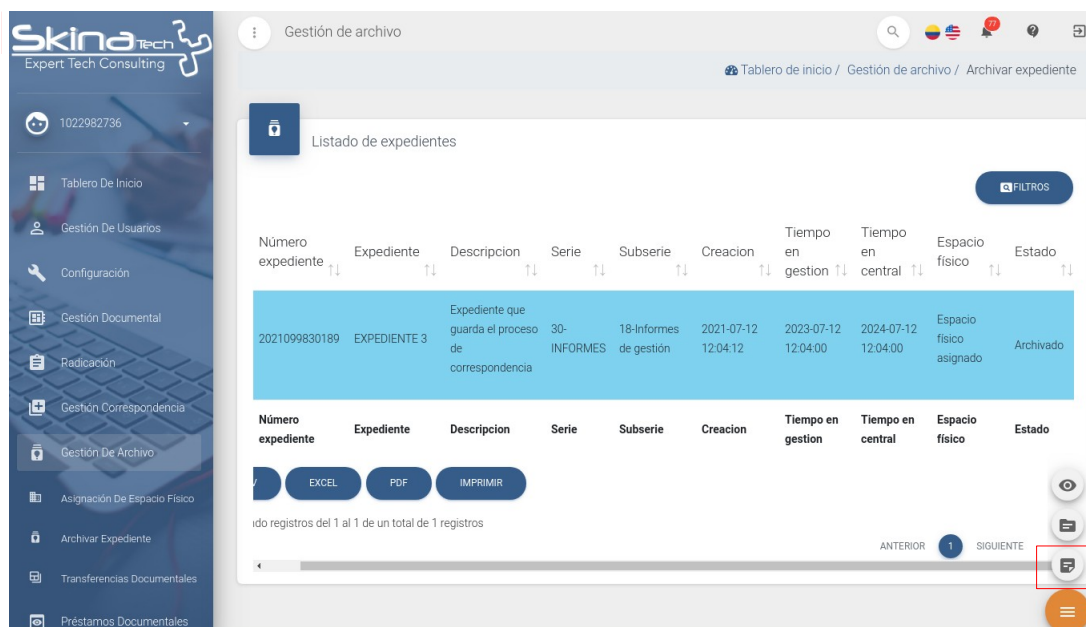 Skina Tech
Expert Tech Consulting
1022982736
Tablero De Inicio
Gestión De Usuarios
Configuración
Gestión Documental
Radicación
Gestión Correspondencia
Gestión De Archivo
Asignación De Espacio Físico
Archivar Expediente
Transferencias Documentales
Préstamos Documentales
Gestión de archivo
77
Tablero de inicio / Gestión de archivo / Archivar expediente
Listado de expedientes
FILTROS
Número expediente Expediente Descripcion Serie Subserie Creacion Tiempo en gestion Tiempo en central Espacio físico Estado
2021099830189 EXPEDIENTE 3 Expediente que guarda el proceso de correspondencia 30-INFORMES 18-Informes de gestión 2021-07-12 12:04:12 2023-07-12 12:04:00 2024-07-12 12:04:00 Espacio físico asignado Archivado
Número expediente Expediente Descripcion Serie Subserie Creacion Tiempo en gestion Tiempo en central Espacio físico Estado
EXCEL PDF IMPRIMIR
ndo registros del 1 al 1 de un total de 1 registros
ANTERIOR 1 SIGUIENTE